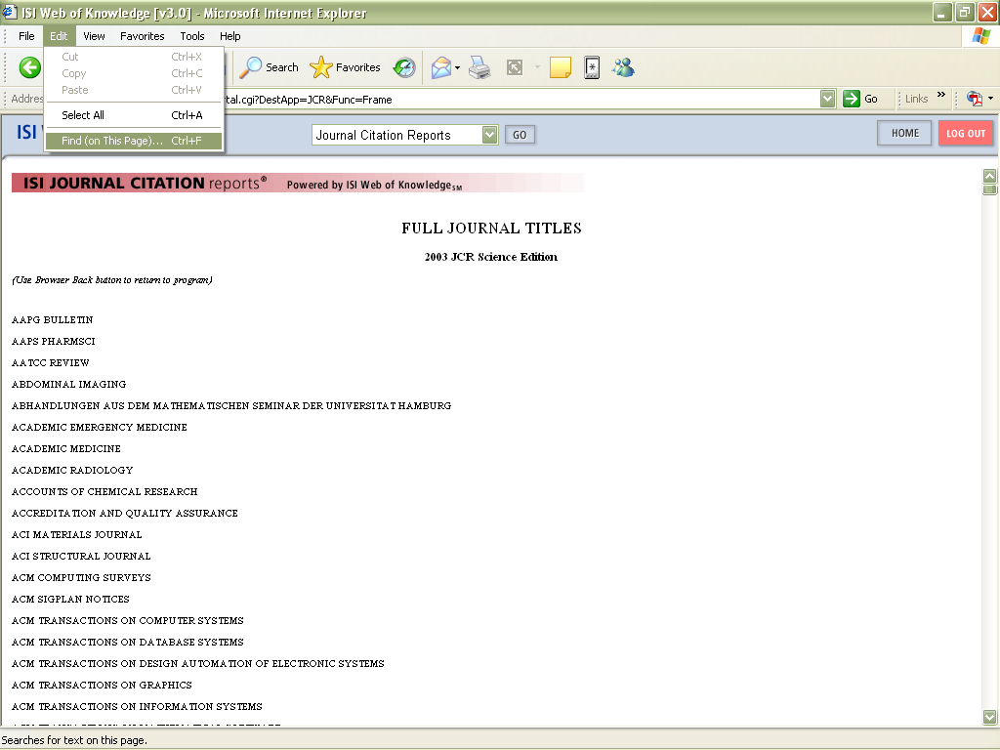 ISI Web of Knowledge [v3.0] - Microsoft Internet Explorer
File Edit View Favorites Tools Help
Cut Ctrl+X
Copy Ctrl+C
Paste Ctrl+V
Select All Ctrl+A
Find (on This Page)... Ctrl+F
Search Favorites
Addres tal.cgi?DestApp=JCR&Func=Frame Go Links »
ISI Journal Citation Reports GO HOME LOG OUT
ISI JOURNAL CITATION reports® Powered by ISI Web of Knowledge SM
FULL JOURNAL TITLES
2003 JCR Science Edition
(Use Browser Back button to return to program)
AAPG BULLETIN
AAPS PHARMSCI
AATCC REVIEW
ABDOMINAL IMAGING
ABHANDLUNGEN AUS DEM MATHEMATISCHEN SEMINAR DER UNIVERSITAT HAMBURG
ACADEMIC EMERGENCY MEDICINE
ACADEMIC MEDICINE
ACADEMIC RADIOLOGY
ACCOUNTS OF CHEMICAL RESEARCH
ACCREDITATION AND QUALITY ASSURANCE
ACI MATERIALS JOURNAL
ACI STRUCTURAL JOURNAL
ACM COMPUTING SURVEYS
ACM SIGPLAN NOTICES
ACM TRANSACTIONS ON COMPUTER SYSTEMS
ACM TRANSACTIONS ON DATABASE SYSTEMS
ACM TRANSACTIONS ON DESIGN AUTOMATION OF ELECTRONIC SYSTEMS
ACM TRANSACTIONS ON GRAPHICS
ACM TRANSACTIONS ON INFORMATION SYSTEMS
Searches for text on this page.